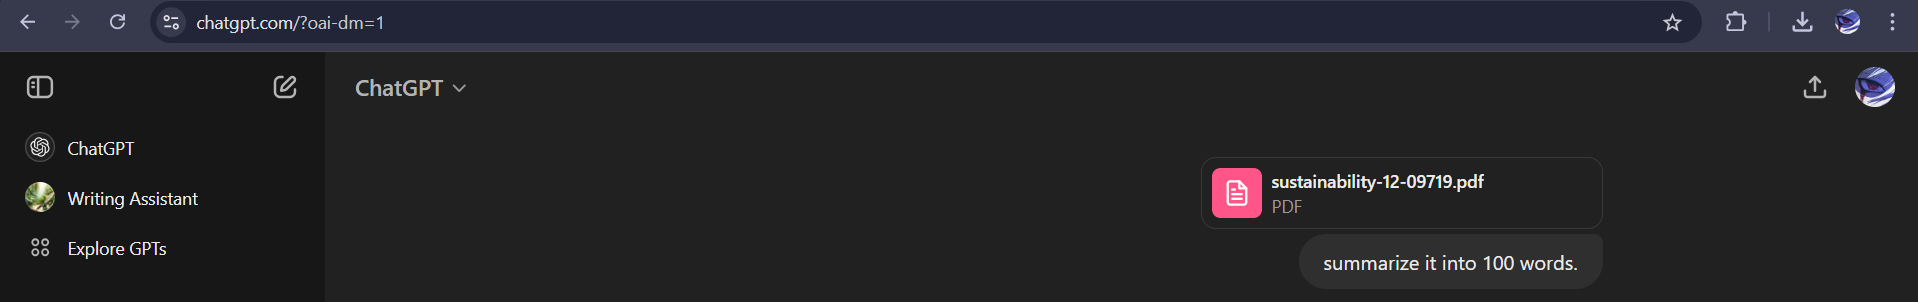 chatgpt.com/?oai-dm=1
ChatGPT
ChatGPT
Writing Assistant
Explore GPTs
sustainability-12-09719.pdf
PDF
summarize it into 100 words.